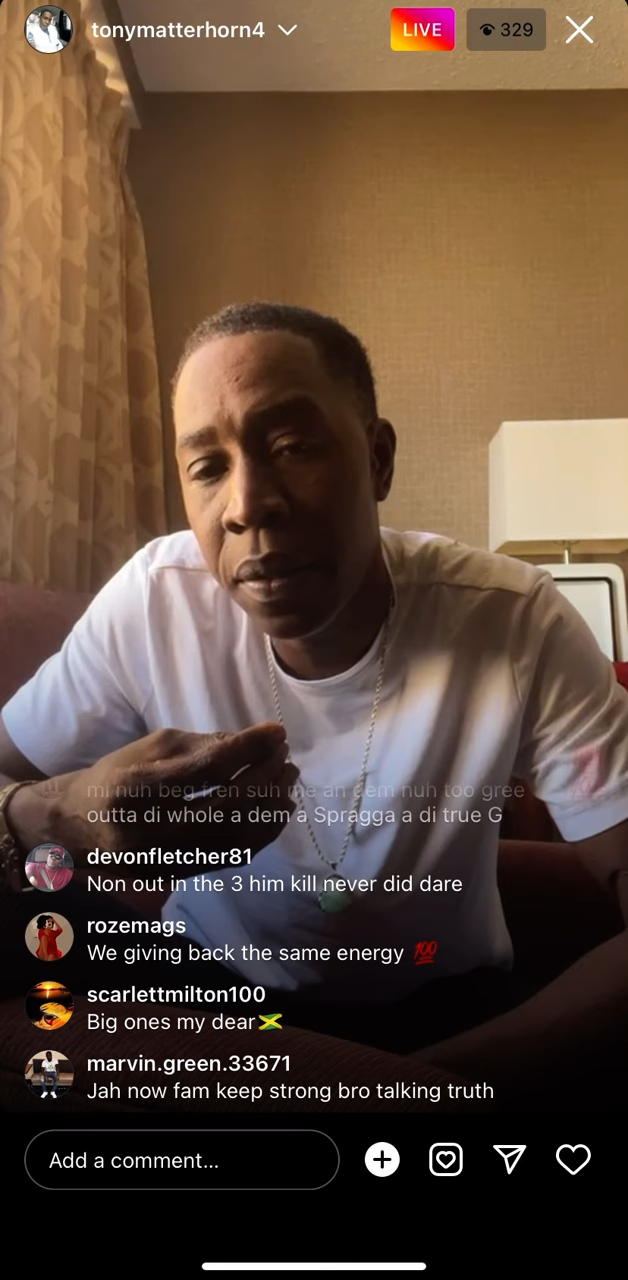 tonymatterhorn4
LIVE
329
mi nuh beg fren suh me an dem nuh too gree
outta di whole a dem a Spragga a di true G
devonfletcher81
Non out in the 3 him kill never did dare
rozemags
We giving back the same energy 💯
scarlettmilton100
Big ones my dear🇯🇲
marvin.green.33671
Jah now fam keep strong bro talking truth
Add a comment...